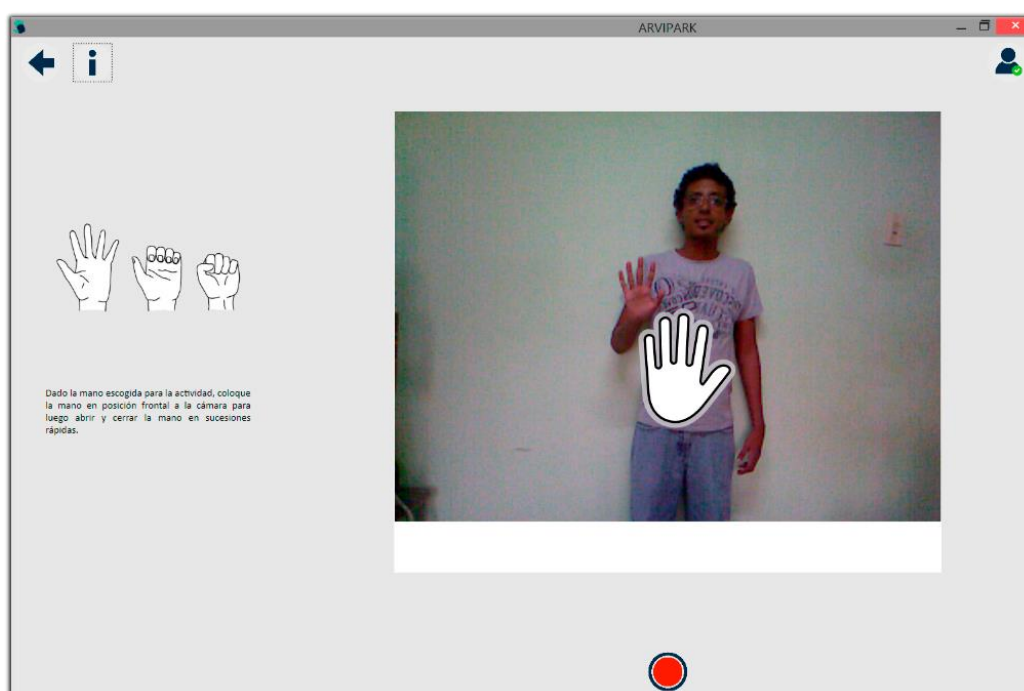 ARVIPARK
Dado la mano escogida para la actividad, coloque
la mano en posición frontal a la cámara para
luego abrir y cerrar la mano en sucesiones
rápidas.